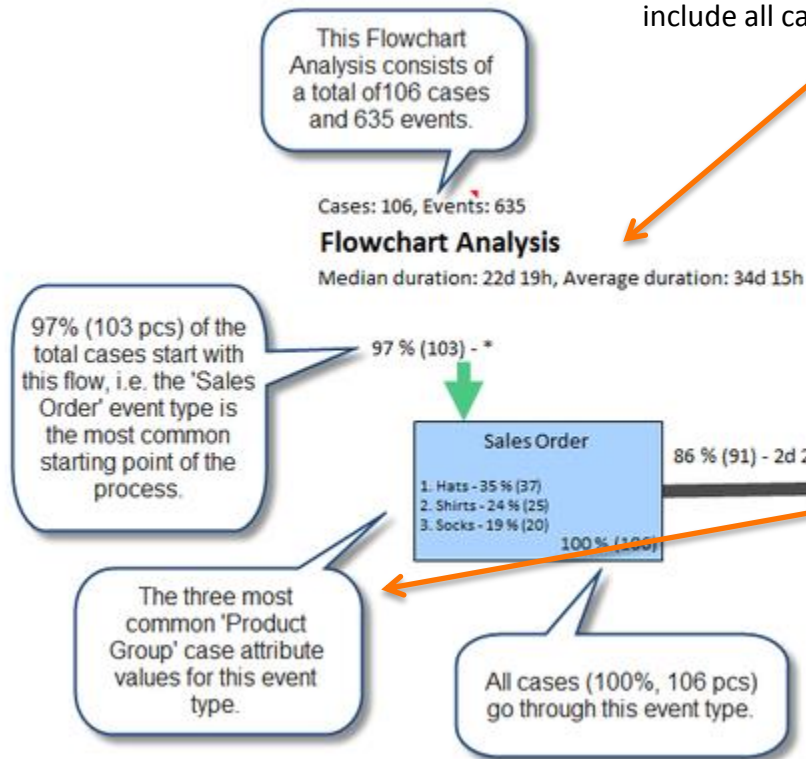 include all ca
This Flowchart
Analysis consists of
a total of106 cases
and 635 events.
Cases: 106, Events: 635
Flowchart Analysis
Median duration: 22d 19h, Average duration: 34d 15h
97% (103 pcs) of the
total cases start with
this flow, i.e. the 'Sales
Order' event type is
the most common
starting point of the
process.
97 % (103) - *
Sales Order
1. Hats - 35 % (37)
2. Shirts - 24 % (25)
3. Socks - 19 % (20)
100 % (106)
86 % (91) - 2d 2
The three most
common 'Product
Group' case attribute
values for this event
type.
All cases (100%, 106 pcs)
go through this event type.